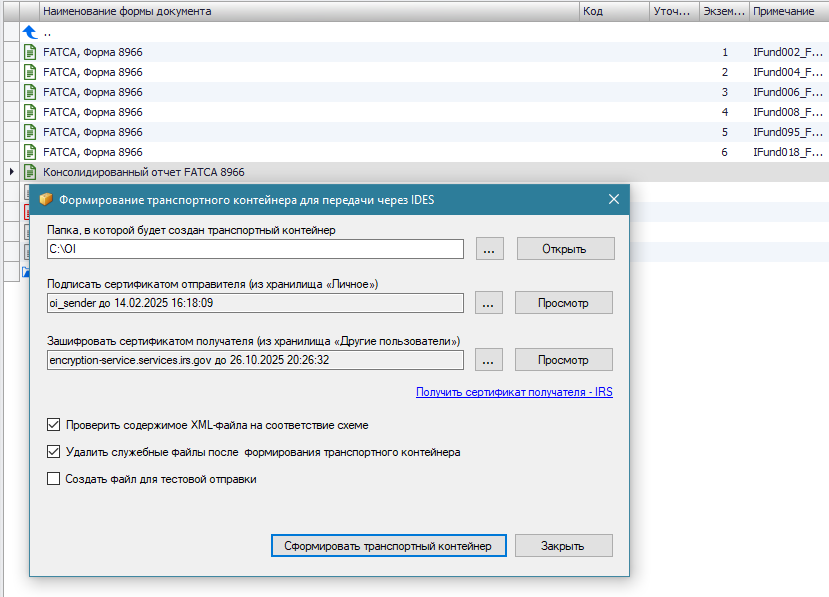 Наименование формы документа Код Уточ... Экзем... Примечание
..
FATCA, Форма 8966 1 IFund002_F...
FATCA, Форма 8966 2 IFund004_F...
FATCA, Форма 8966 3 IFund006_F...
FATCA, Форма 8966 4 IFund008_F...
FATCA, Форма 8966 5 IFund095_F...
FATCA, Форма 8966 6 IFund018_F...
Консолидированный отчет FATCA 8966
Формирование транспортного контейнера для передачи через IDES
Папка, в которой будет создан транспортный контейнер
C:\OI ... Открыть
Подписать сертификатом отправителя (из хранилища «Личное»)
oi_sender до 14.02.2025 16:18:09 ... Просмотр
Зашифровать сертификатом получателя (из хранилища «Другие пользователи»)
encryption-service.services.irs.gov до 26.10.2025 20:26:32 ... Просмотр
Получить сертификат получателя - IRS
Проверить содержимое XML-файла на соответствие схеме
Удалить служебные файлы после формирования транспортного контейнера
Создать файл для тестовой отправки
Сформировать транспортный контейнер Закрыть